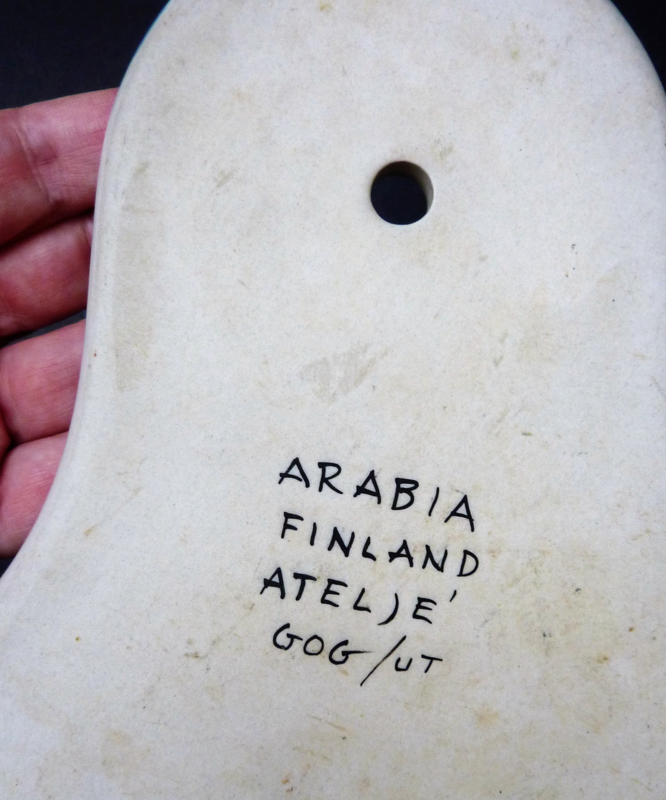 ARABIA
FINLAND
ATELJE'
GOG/UT